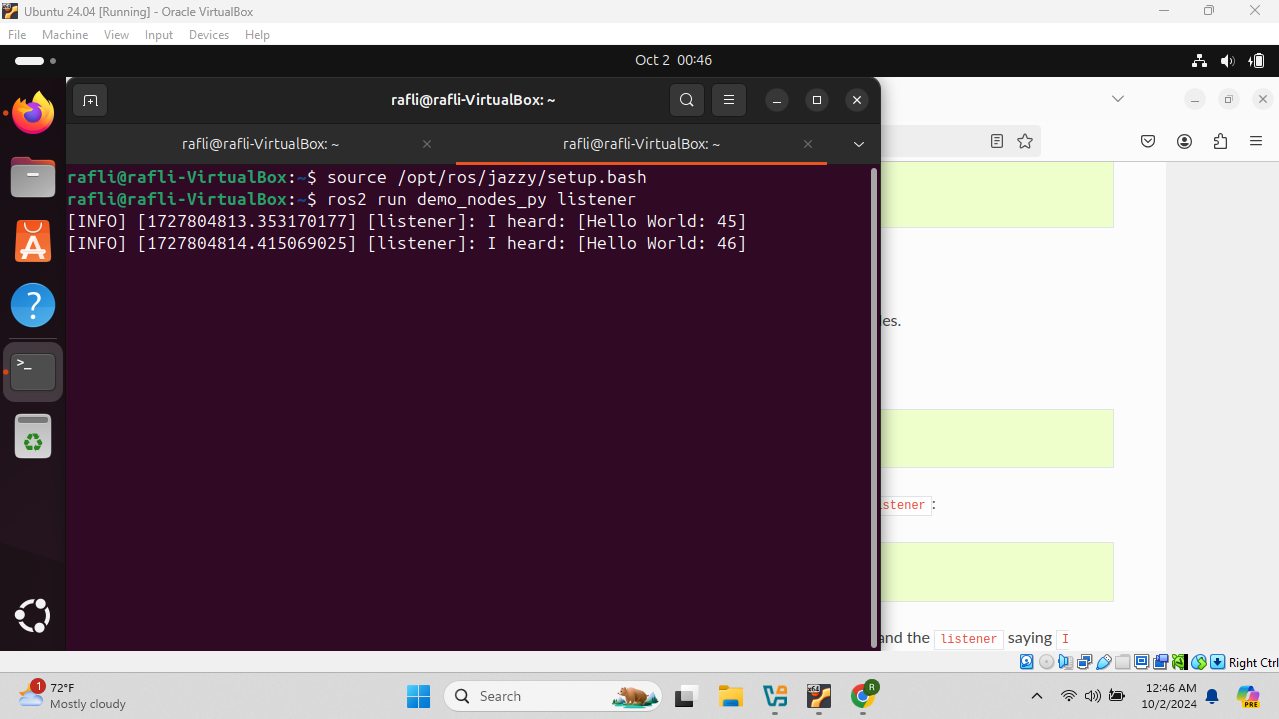 Ubuntu 24.04 [Running] - Oracle VirtualBox
File Machine View Input Devices Help
Oct 2 00:46
rafli@rafli-VirtualBox: ~
rafli@rafli-VirtualBox: ~
rafli@rafli-VirtualBox: ~
rafli@rafli-VirtualBox:~$ source /opt/ros/jazzy/setup.bash
rafli@rafli-VirtualBox:~$ ros2 run demo_nodes_py listener
[INFO] [1727804813.353170177] [listener]: I heard: [Hello World: 45]
[INFO] [1727804814.415069025] [listener]: I heard: [Hello World: 46]
les.
istener :
and the listener saying I
Right Ctrl
1
72°F
Mostly cloudy
Search
R
12:46 AM
10/2/2024
PRE